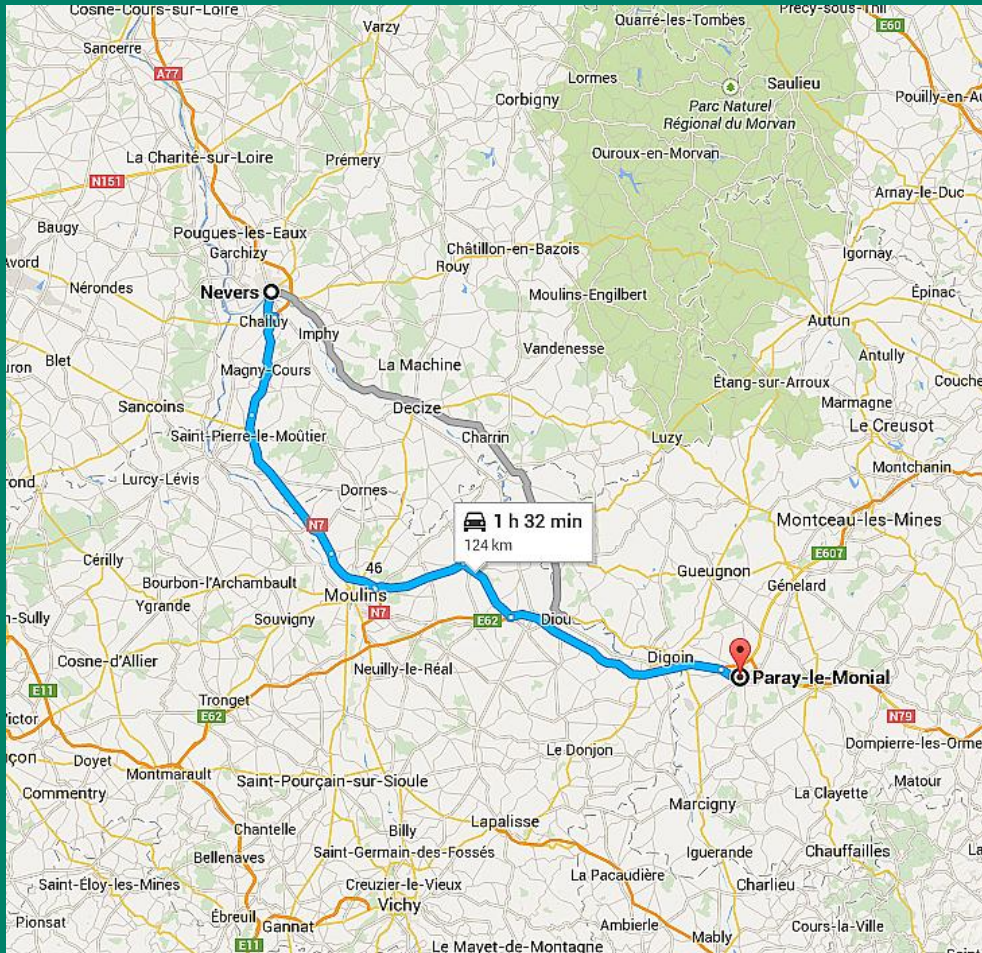 Cosne-Cours-sur-Loire
Varzy
Quarré-les-Tombes
Précy-sous-Thil
E60
Sancerre
A77
Lormes
Saulieu
Corbigny
Parc Naturel
Régional du Morvan
Pouilly-en-Au
La Charité-sur-Loire
Prémery
Ouroux-en-Morvan
N151
Arnay-le-Duc
Baugy
Pougues-les-Eaux
Garchizy
Châtillon-en-Bazois
Igornay
Avord
Rouy
Nérondes
Nevers
Moulins-Engilbert
Épinac
Challuy
Imphy
Autun
Blet
Magny-Cours
La Machine
Vandenesse
Antully
Étang-sur-Arroux
Couche
Sancoins
Decize
Marmagne
Saint-Pierre-le-Moûtier
Charrin
Luzy
Le Creusot
Lurcy-Lévis
Dornes
Montchanin
N7
1 h 32 min
124 km
Montceau-les-Mines
E607
Cérilly
46
Gueugnon
Génelard
Bourbon-l'Archambault
Moulins
Ygrande
N7
Souvigny
E62
Diou
n-Sully
Cosne-d'Allier
Neuilly-le-Réal
Digoin
Paray-le-Monial
E11
Tronget
E62
N79
Victor
Doyet
Le Donjon
Dompierre-les-Orme
Montmarault
Saint-Pourçain-sur-Sioule
Matour
Commentry
Marcigny
La Clayette
Chantelle
Billy
Lapalisse
Bellenaves
Saint-Germain-des-Fossés
Iguerande
Chauffailles
Saint-Éloy-les-Mines
Creuzier-le-Vieux
La Pacaudière
Charlieu
Vichy
Pionsat
Ébreuil
Gannat
Ambierle
Cours-la-Ville
E11
Le Mayet-de-Montagne
Mably